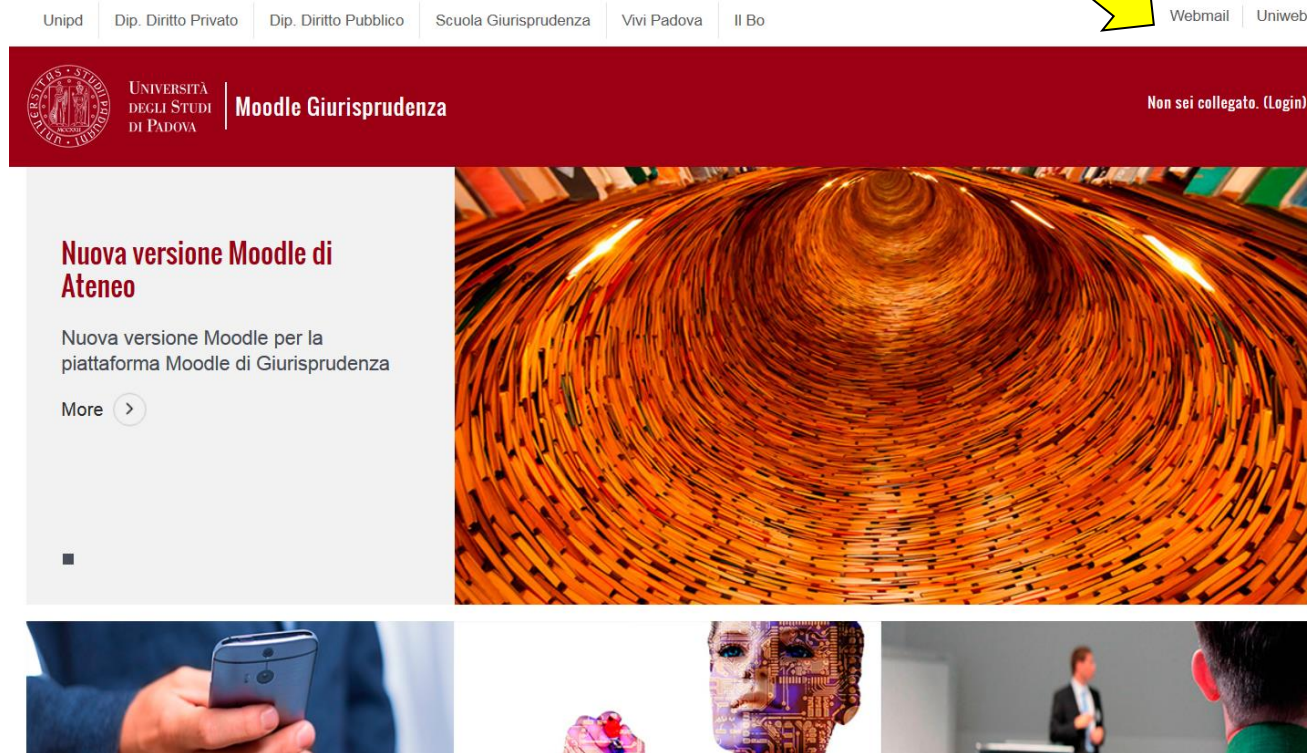 Unipd Dip. Diritto Privato Dip. Diritto Pubblico Scuola Giurisprudenza Vivi Padova Il Bo Webmail Uniweb
UNIVERSITÀ
DEGLI STUDI
DI PADOVA
Moodle Giurisprudenza
Non sei collegato. (Login)
Nuova versione Moodle di
Ateneo
Nuova versione Moodle per la
piattaforma Moodle di Giurisprudenza
More